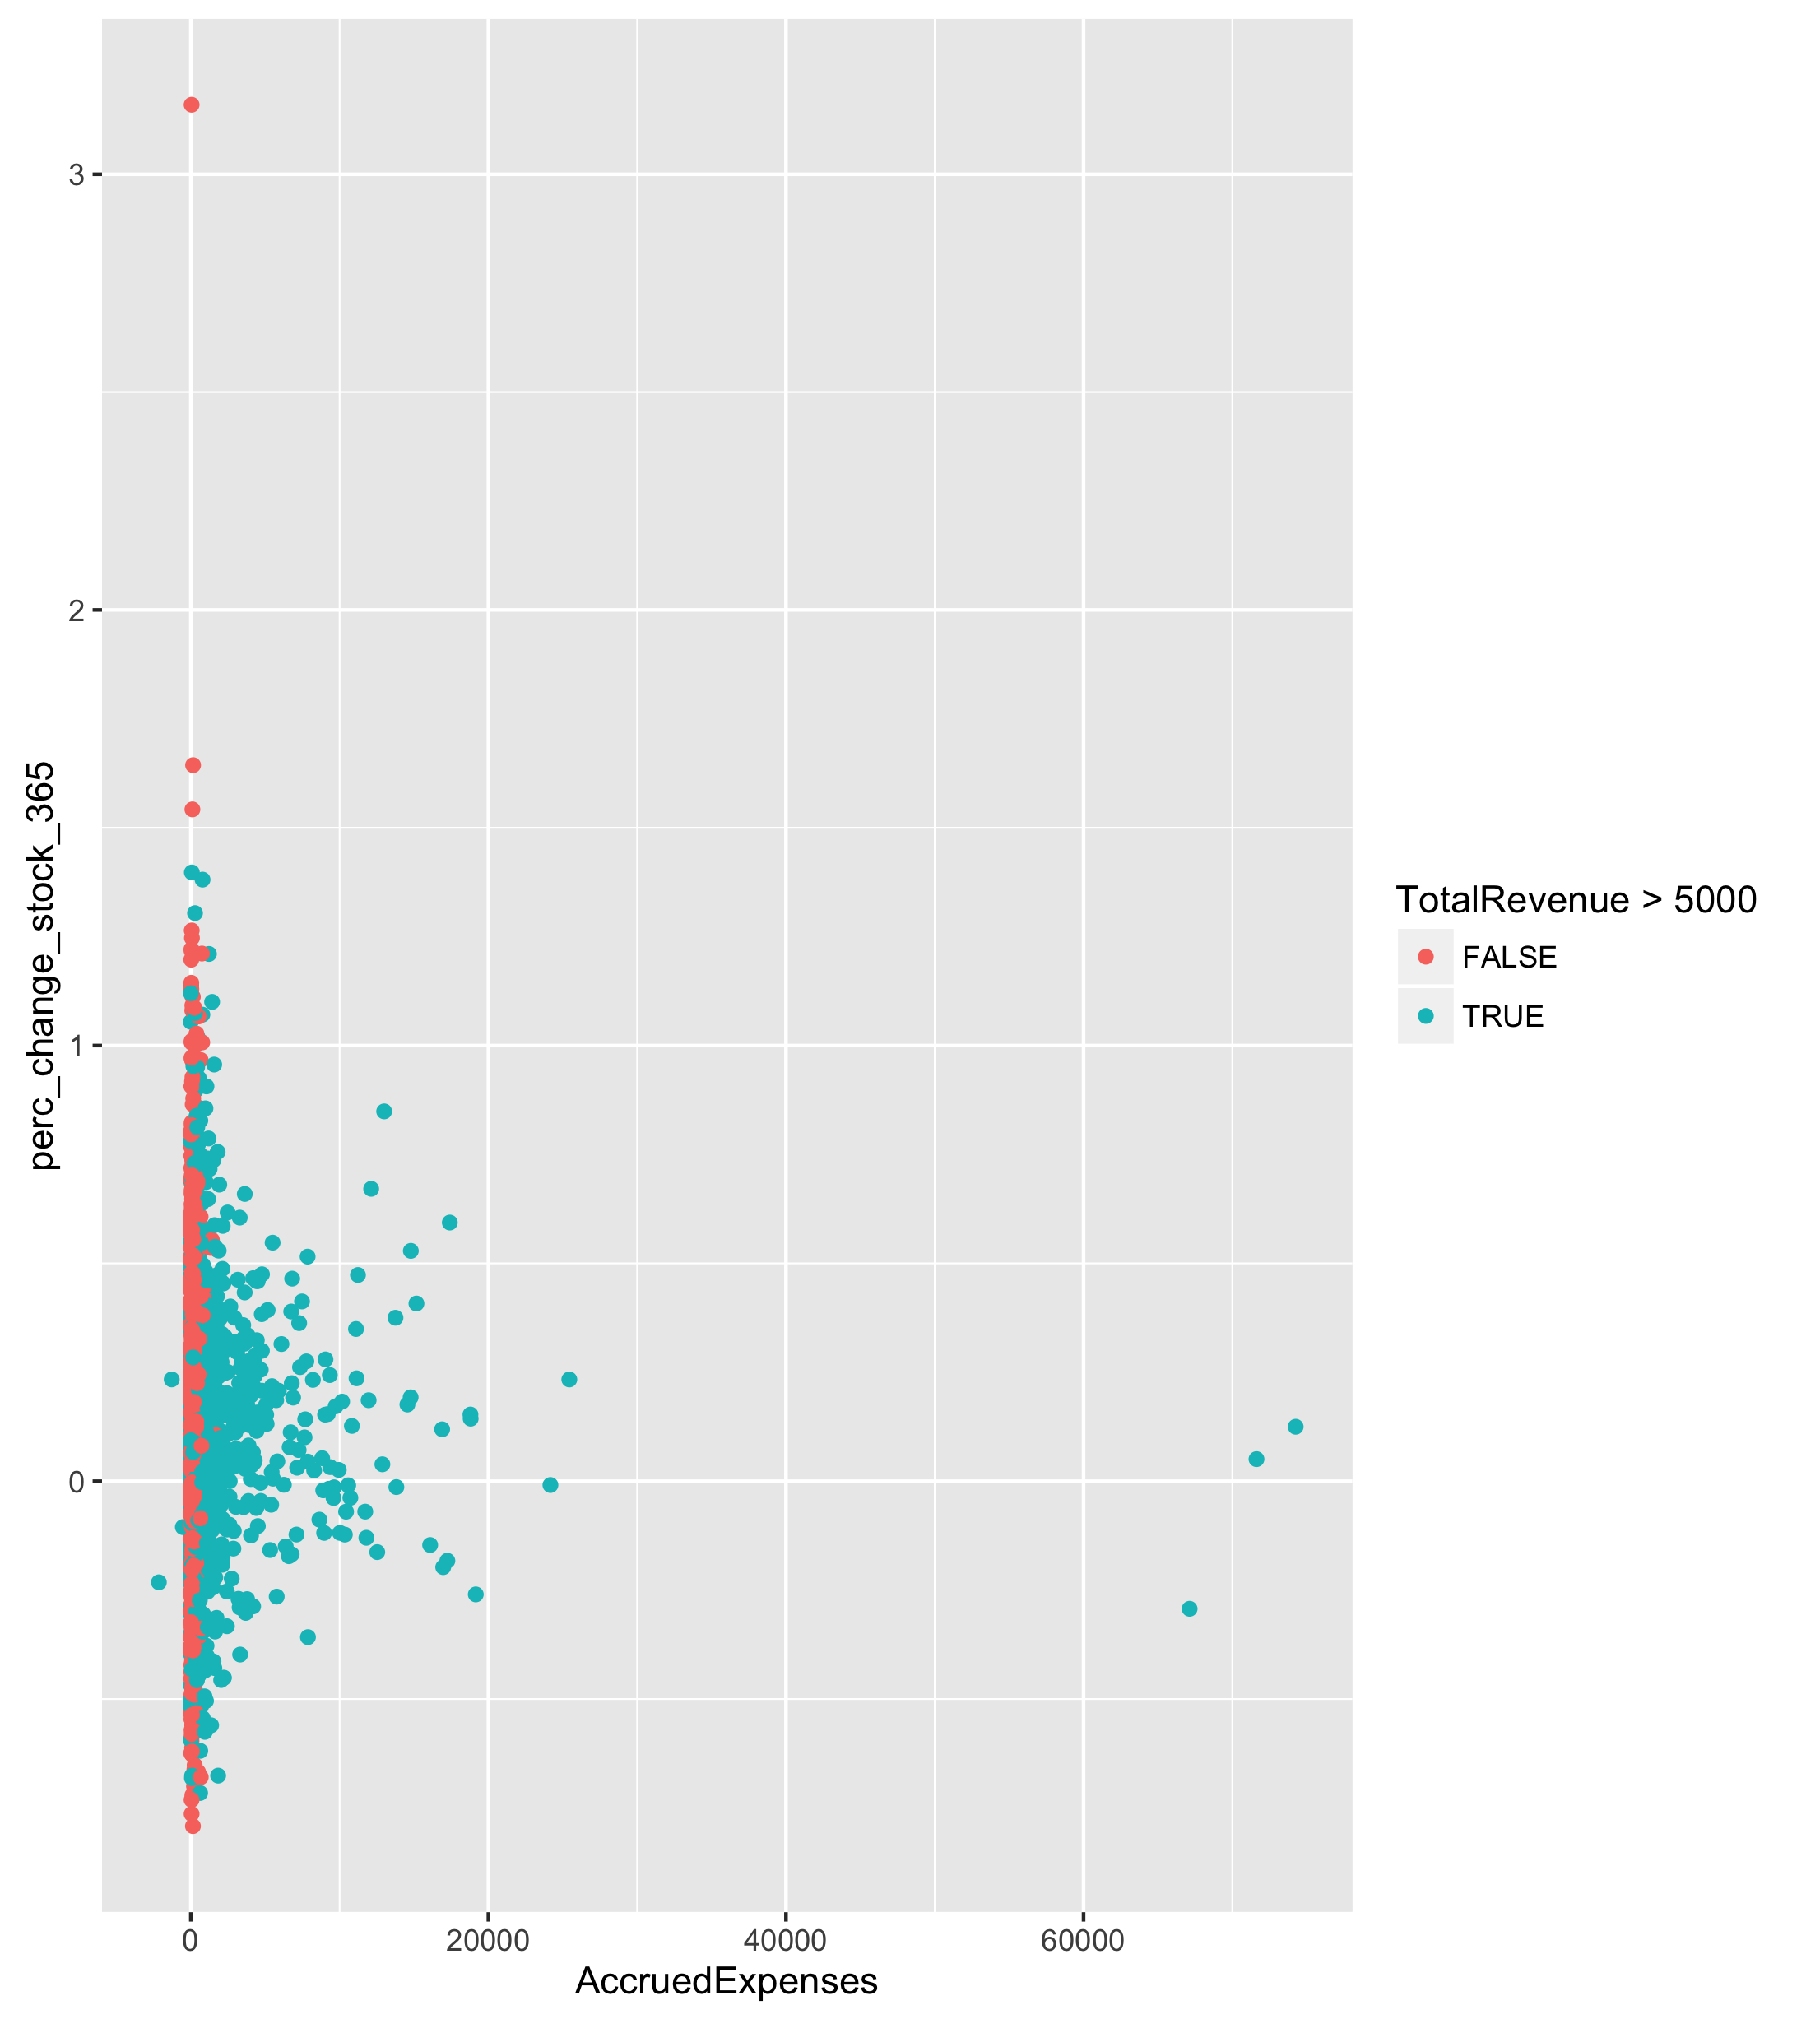 3
2
1
0
perc_change_stock_365
0
20000
40000
60000
AccruedExpenses
TotalRevenue > 5000
FALSE
TRUE